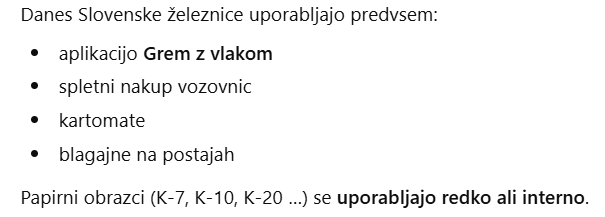 Danes Slovenske železnice uporabljajo predvsem:
• aplikacijo Grem z vlakom
• spletni nakup vozovnic
• kartomate
• blagajne na postajah
Papirni obrazci (K-7, K-10, K-20 …) se uporabljajo redko ali interno.